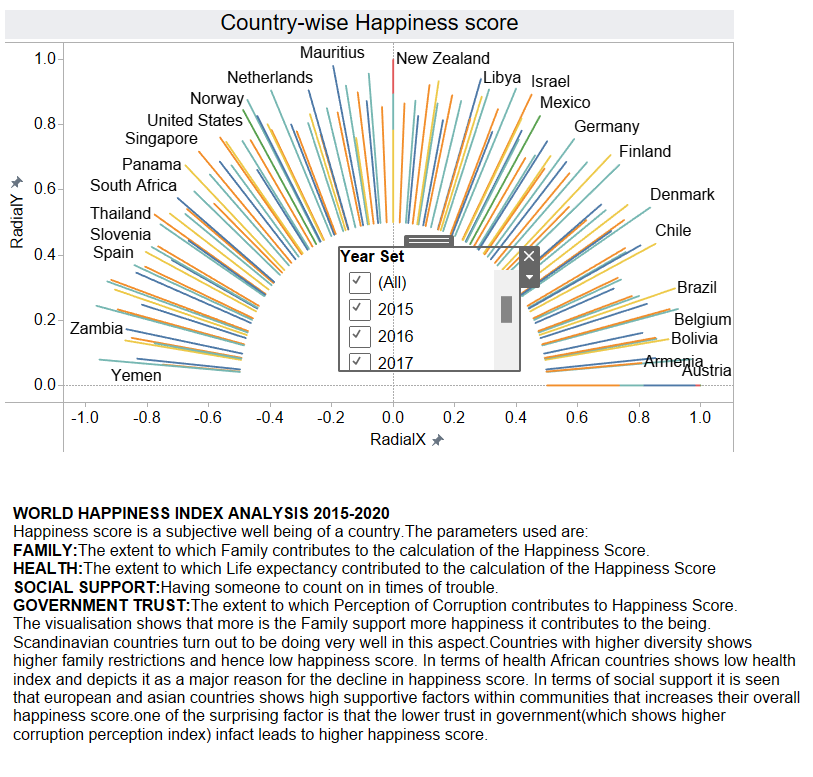 Country-wise Happiness score
Mauritius
New Zealand
Netherlands
Libya
Israel
Norway
Mexico
United States
Germany
Singapore
Finland
Panama
South Africa
Denmark
Thailand
Chile
Slovenia
Spain
Brazil
Zambia
Belgium
Bolivia
Armenia
Austria
Yemen
1.0
0.8
0.6
0.4
0.2
0.0
RadialY
Year Set
(All)
2015
2016
2017
-1.0 -0.8 -0.6 -0.4 -0.2 0.0 0.2 0.4 0.6 0.8 1.0
RadialX
WORLD HAPPINESS INDEX ANALYSIS 2015-2020
Happiness score is a subjective well being of a country.The parameters used are:
FAMILY:The extent to which Family contributes to the calculation of the Happiness Score.
HEALTH:The extent to which Life expectancy contributed to the calculation of the Happiness Score
SOCIAL SUPPORT:Having someone to count on in times of trouble.
GOVERNMENT TRUST:The extent to which Perception of Corruption contributes to Happiness Score.
The visualisation shows that more is the Family support more happiness it contributes to the being.
Scandinavian countries turn out to be doing very well in this aspect.Countries with higher diversity shows
higher family restrictions and hence low happiness score. In terms of health African countries shows low health
index and depicts it as a major reason for the decline in happiness score. In terms of social support it is seen
that european and asian countries shows high supportive factors within communities that increases their overall
happiness score.one of the surprising factor is that the lower trust in government(which shows higher
corruption perception index) infact leads to higher happiness score.